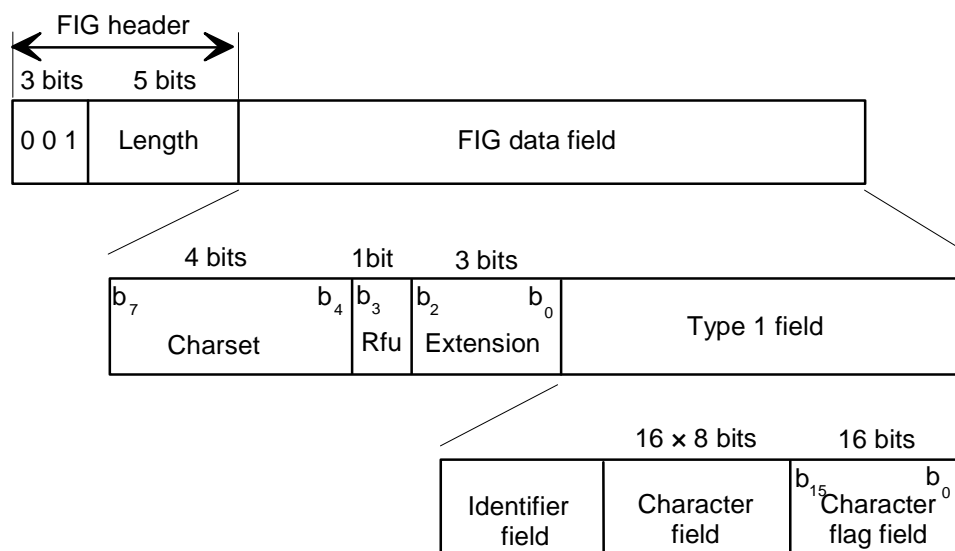 FIG header
3 bits 5 bits
0 0 1 Length FIG data field
4 bits 1bit 3 bits
b7 b4 b3 b2 b0
Charset Rfu Extension Type 1 field
16 × 8 bits 16 bits
b15 b0
Identifier field Character field Character flag field